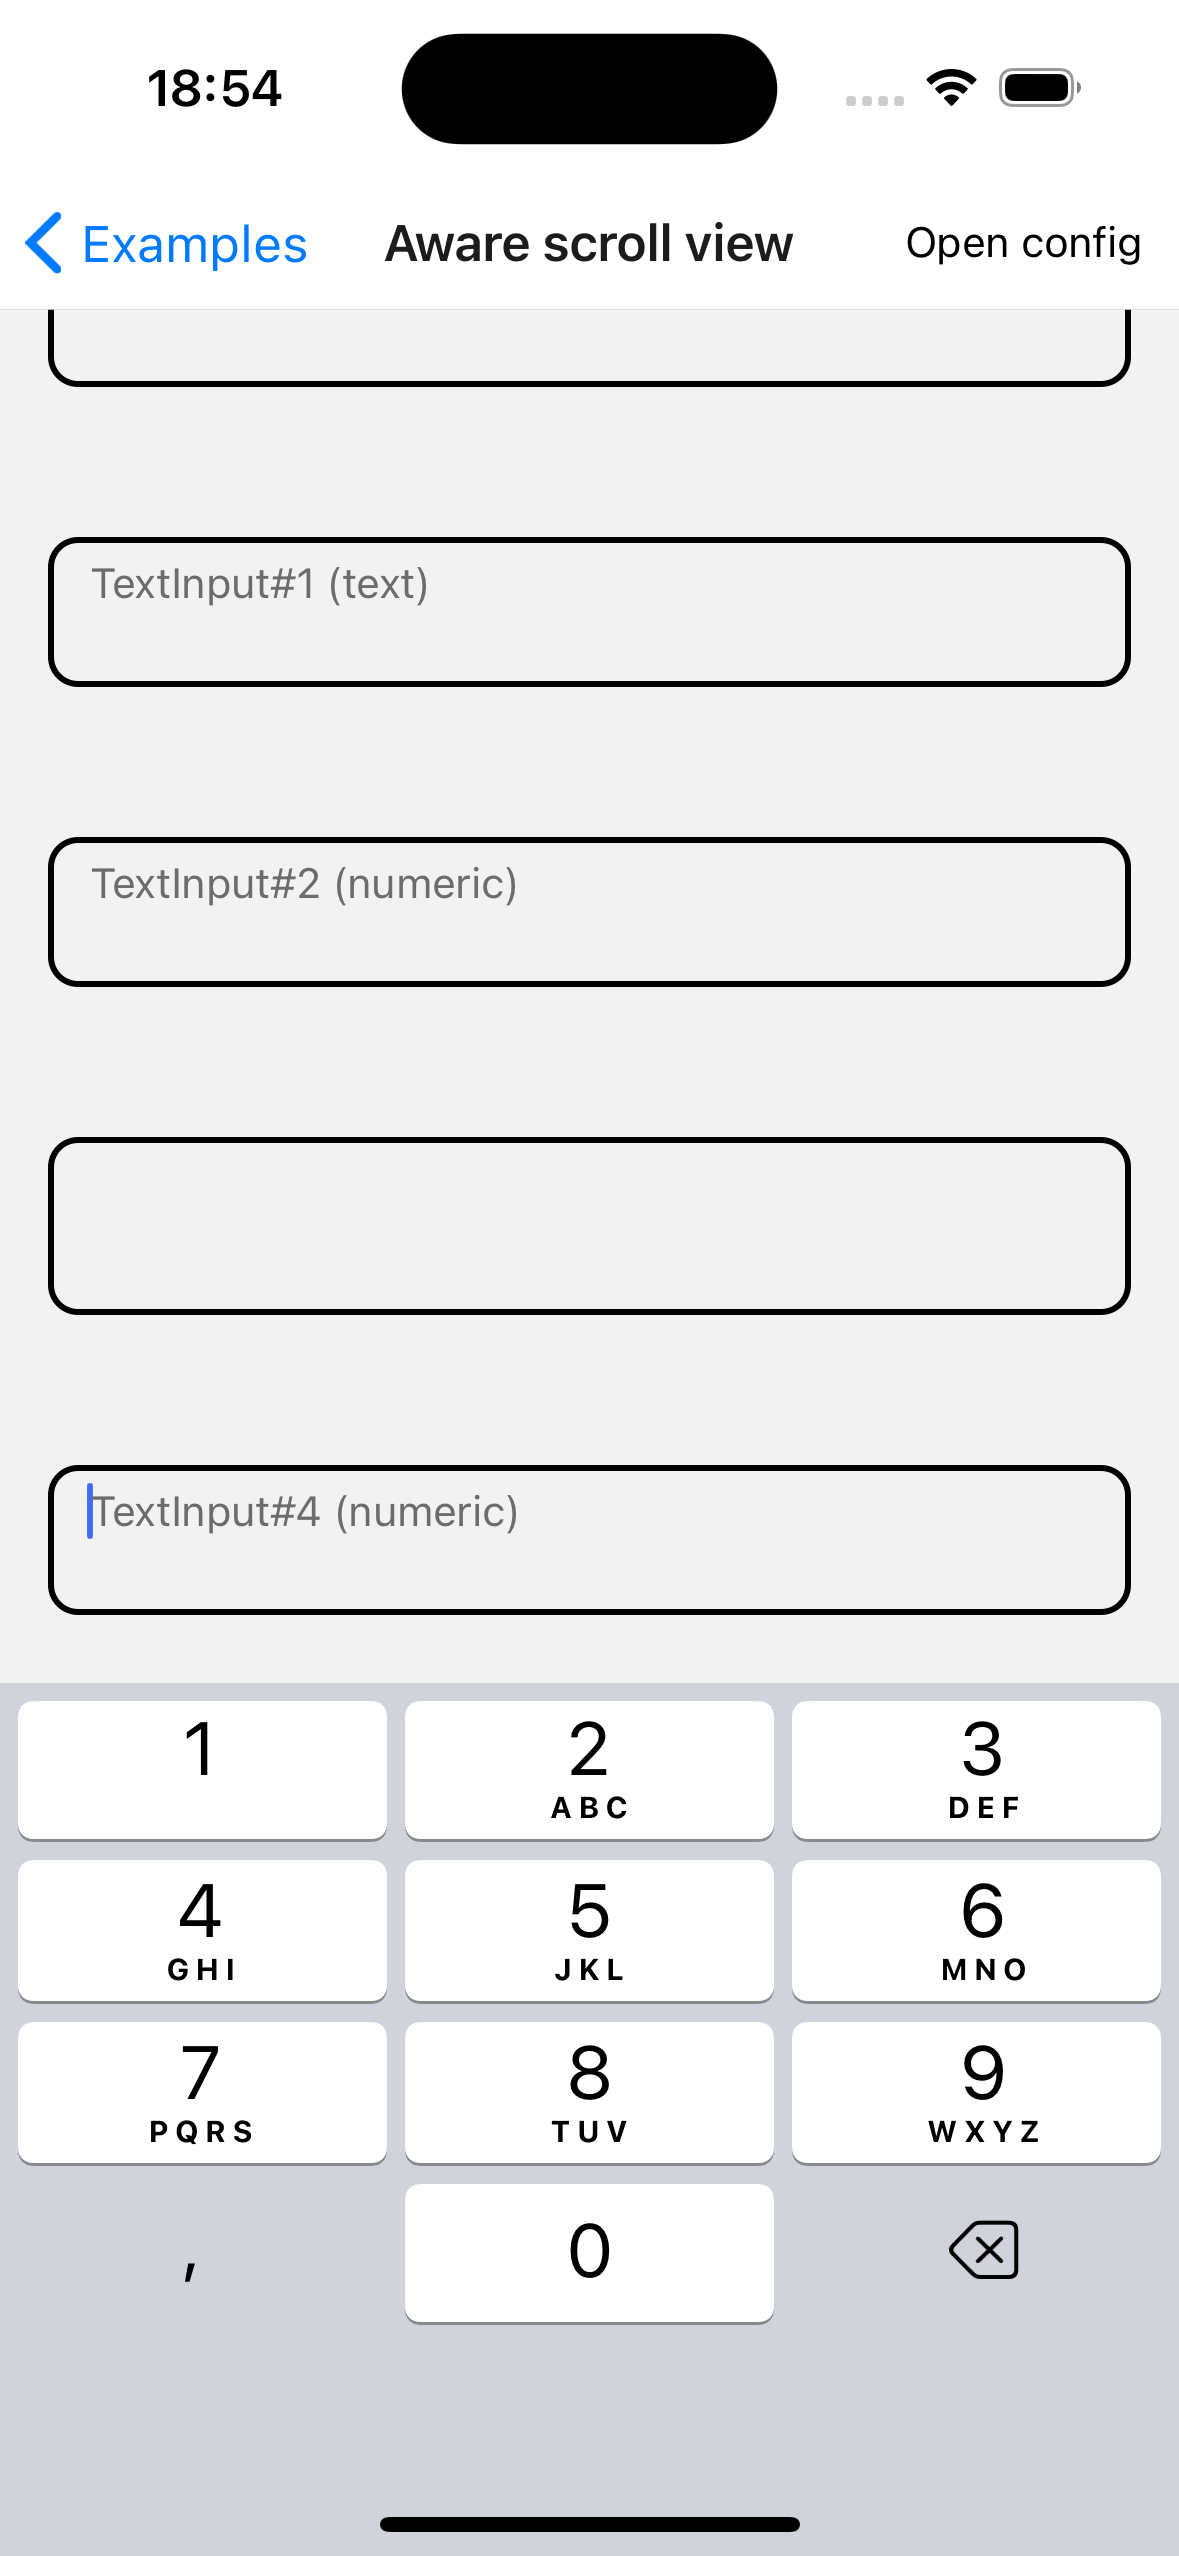 18:54
Examples
Aware scroll view
Open config
TextInput#1 (text)
TextInput#2 (numeric)
TextInput#4 (numeric)
1
2
ABC
3
DEF
4
GHI
5
JKL
6
MNO
7
PQRS
8
TUV
9
WXYZ
,
0